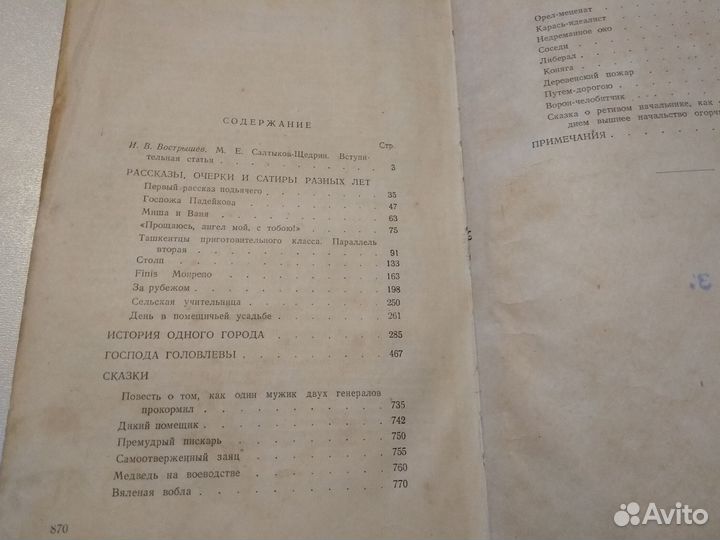 СОДЕРЖАНИЕ
Стр.
И. В. Вострышев. М. Е. Салтыков-Щедрин. Вступи-
тельная статья . . . . . . . . . . . 3
РАССКАЗЫ, ОЧЕРКИ И САТИРЫ РАЗНЫХ ЛЕТ
Первый рассказ подьячего . . . . . . . 35
Госпожа Падейкова . . . . . . . . 47
Миша и Ваня . . . . . . . . . 63
«Прощаюсь, ангел мой, с тобою!» . . . . . 75
Ташкентцы приготовительного класса. Параллель
вторая . . . . . . . . . . . 91
Столп . . . . . . . . . . . 133
Finis Монрепо . . . . . . . . . 163
За рубежом . . . . . . . . . . 198
Сельская учительница . . . . . . . 250
День в помещичьей усадьбе . . . . . . 261
ИСТОРИЯ ОДНОГО ГОРОДА . . . . . . . 285
ГОСПОДА ГОЛОВЛЕВЫ . . . . . . . . 467
СКАЗКИ
Повесть о том, как один мужик двух генералов
прокормил . . . . . . . . . . 735
Дикий помещик . . . . . . . . . 742
Премудрый пискарь . . . . . . . . 750
Самоотверженный заяц . . . . . . . 755
Медведь на воеводстве . . . . . . . 760
Вяленая вобла . . . . . . . . . 770
870
Орел-меценат
Карась-идеалист
Недреманное око
Соседи
Либерал
Коняга
Деревенский пожар
Путем-дорогою
Ворон-челобитчик
Сказка о ретивом начальнике, как
днем вышнее начальство огорч
ПРИМЕЧАНИЯ
Avito